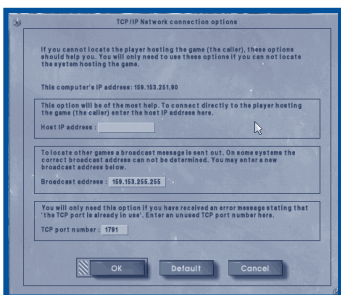 TCP/IP Network connection options
If you cannot locate the player hosting the game (the caller), these options
should help you. You will only need to use these options if you can not locate
the system hosting the game.
This computer's IP address: 159.153.251.90
This option will be of the most help. To connect directly to the player hosting
the game (the caller) enter the host IP address here.
Host IP address :
To locate other games a broadcast message is sent out. On some systems the
correct broadcast address can not be determined. You may enter a new
broadcast address below.
Broadcast address : 159.153.255.255
You will only need this option if you have received an error message stating that
'the TCP port is already in use'. Enter an unused TCP port number here.
TCP port number : 1791
OK Default Cancel